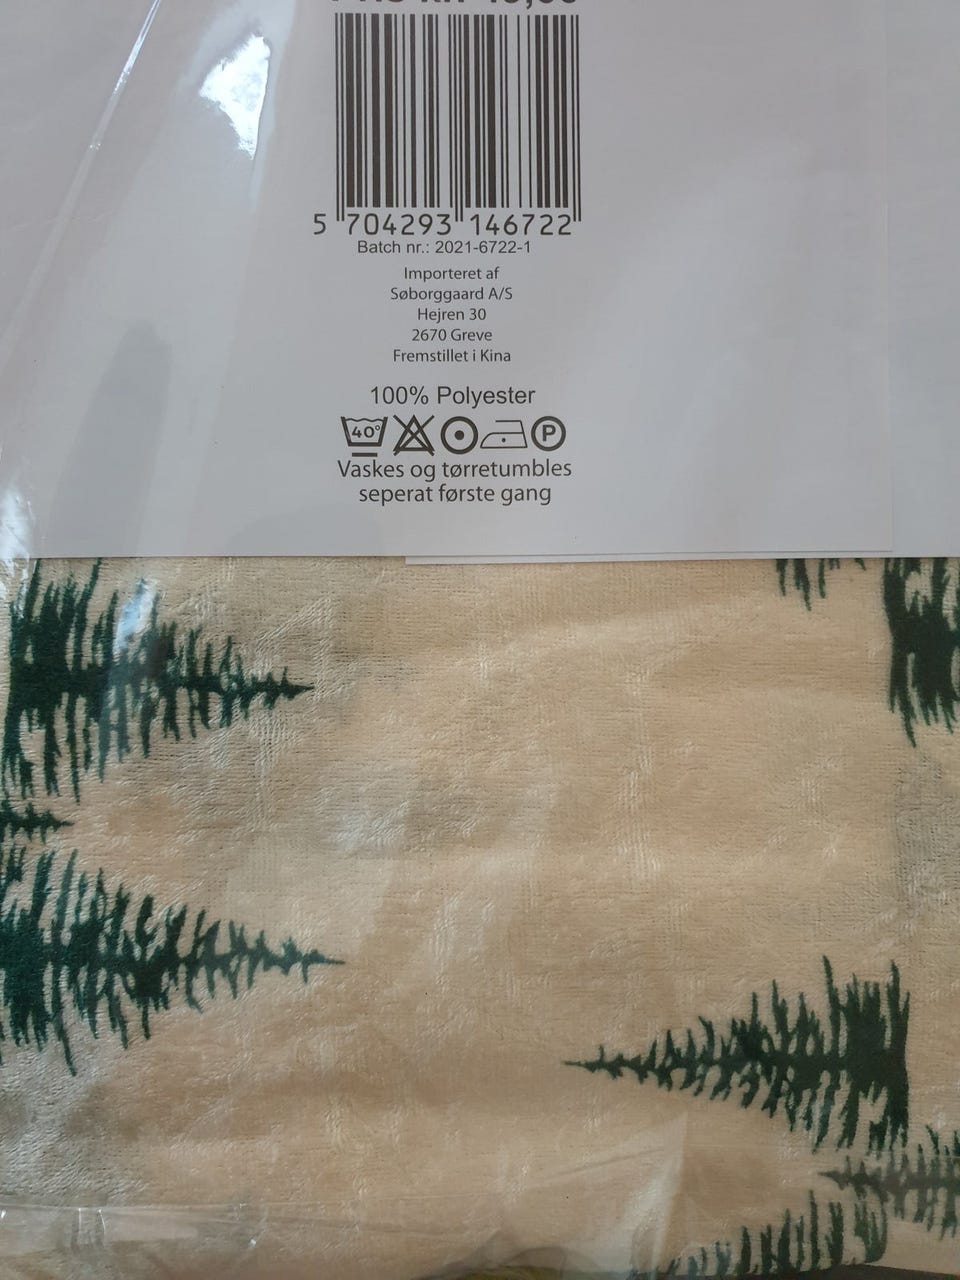 5 704293 146722
Batch nr.: 2021-6722-1
Importeret af
Søborggaard A/S
Hejren 30
2670 Greve
Fremstillet i Kina
100% Polyester
40° P
Vaskes og tørretumbles
seperat første gang